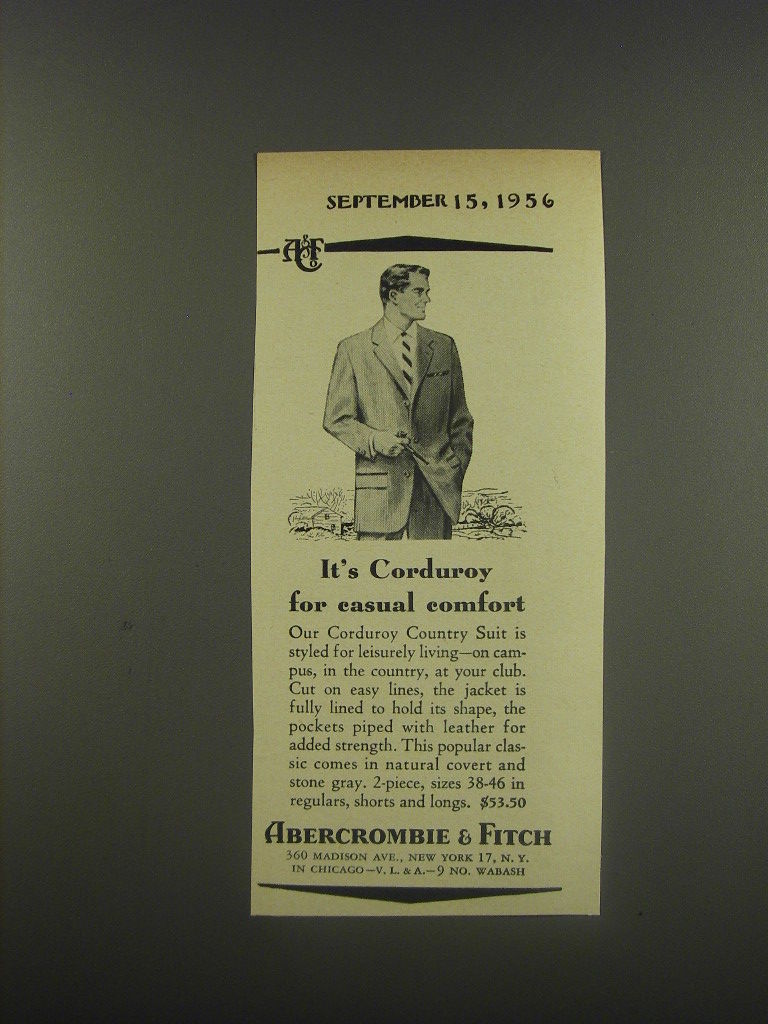 SEPTEMBER 15, 1956
A&F Co
It's Corduroy
for casual comfort
Our Corduroy Country Suit is
styled for leisurely living—on cam-
pus, in the country, at your club.
Cut on easy lines, the jacket is
fully lined to hold its shape, the
pockets piped with leather for
added strength. This popular clas-
sic comes in natural covert and
stone gray. 2-piece, sizes 38-46 in
regulars, shorts and longs. $53.50
ABERCROMBIE & FITCH
360 MADISON AVE., NEW YORK 17, N. Y.
IN CHICAGO—V. L. & A.—9 NO. WABASH